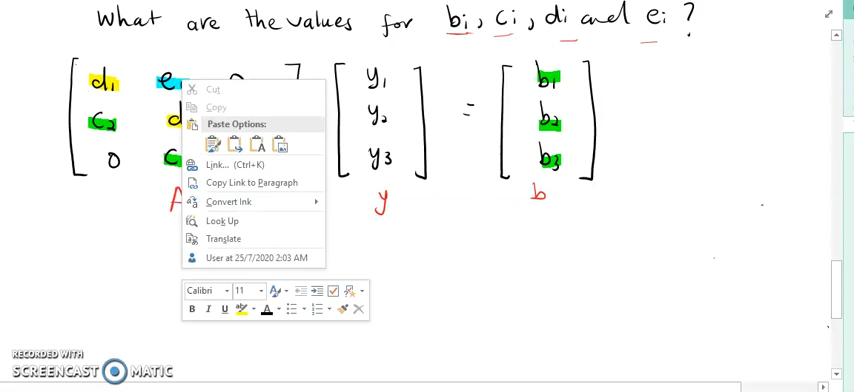 What are the values for bi, ci, di and ei ?
d1 e1 0 y1 b1
c2 d y2 = b2
0 c y3 b3
A y b
Cut
Copy
Paste Options:
Link... (Ctrl+K)
Copy Link to Paragraph
Convert Ink
Look Up
Translate
User at 25/7/2020 2:03 AM
Calibri 11
B I U
RECORDED WITH
SCREENCAST MATIC